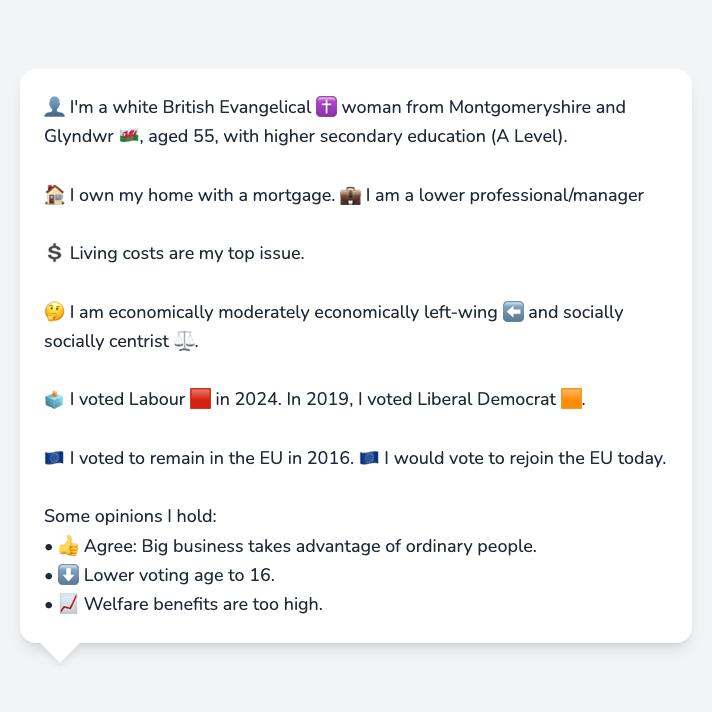 👤 I'm a white British Evangelical ✝️ woman from Montgomeryshire and
Glyndwr 🏴󠁧󠁢󠁷󠁬󠁳󠁿, aged 55, with higher secondary education (A Level).
🏠 I own my home with a mortgage. 💼 I am a lower professional/manager
💲 Living costs are my top issue.
🤔 I am economically moderately economically left-wing ⬅️ and socially
socially centrist ⚖️.
🗳️ I voted Labour 🟥 in 2024. In 2019, I voted Liberal Democrat 🟧.
🇪🇺 I voted to remain in the EU in 2016. 🇪🇺 I would vote to rejoin the EU today.
Some opinions I hold:
• 👍 Agree: Big business takes advantage of ordinary people.
• ⬇️ Lower voting age to 16.
• 📈 Welfare benefits are too high.